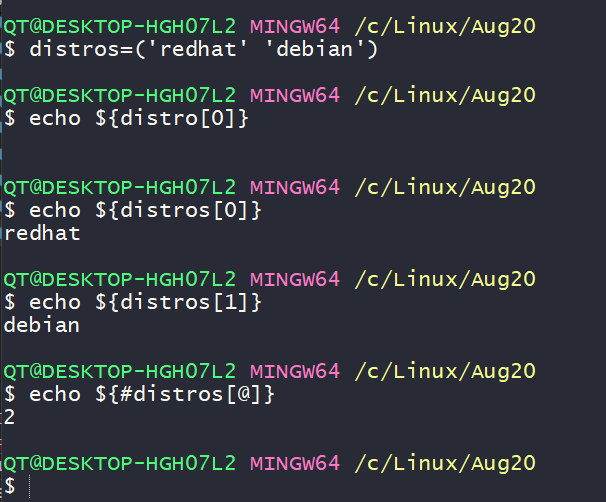 QT@DESKTOP-HGH07L2 MINGW64 /c/Linux/Aug20
$ distros=('redhat' 'debian')
QT@DESKTOP-HGH07L2 MINGW64 /c/Linux/Aug20
$ echo ${distro[0]}
QT@DESKTOP-HGH07L2 MINGW64 /c/Linux/Aug20
$ echo ${distros[0]}
redhat
QT@DESKTOP-HGH07L2 MINGW64 /c/Linux/Aug20
$ echo ${distros[1]}
debian
QT@DESKTOP-HGH07L2 MINGW64 /c/Linux/Aug20
$ echo ${#distros[@]}
2
QT@DESKTOP-HGH07L2 MINGW64 /c/Linux/Aug20
$